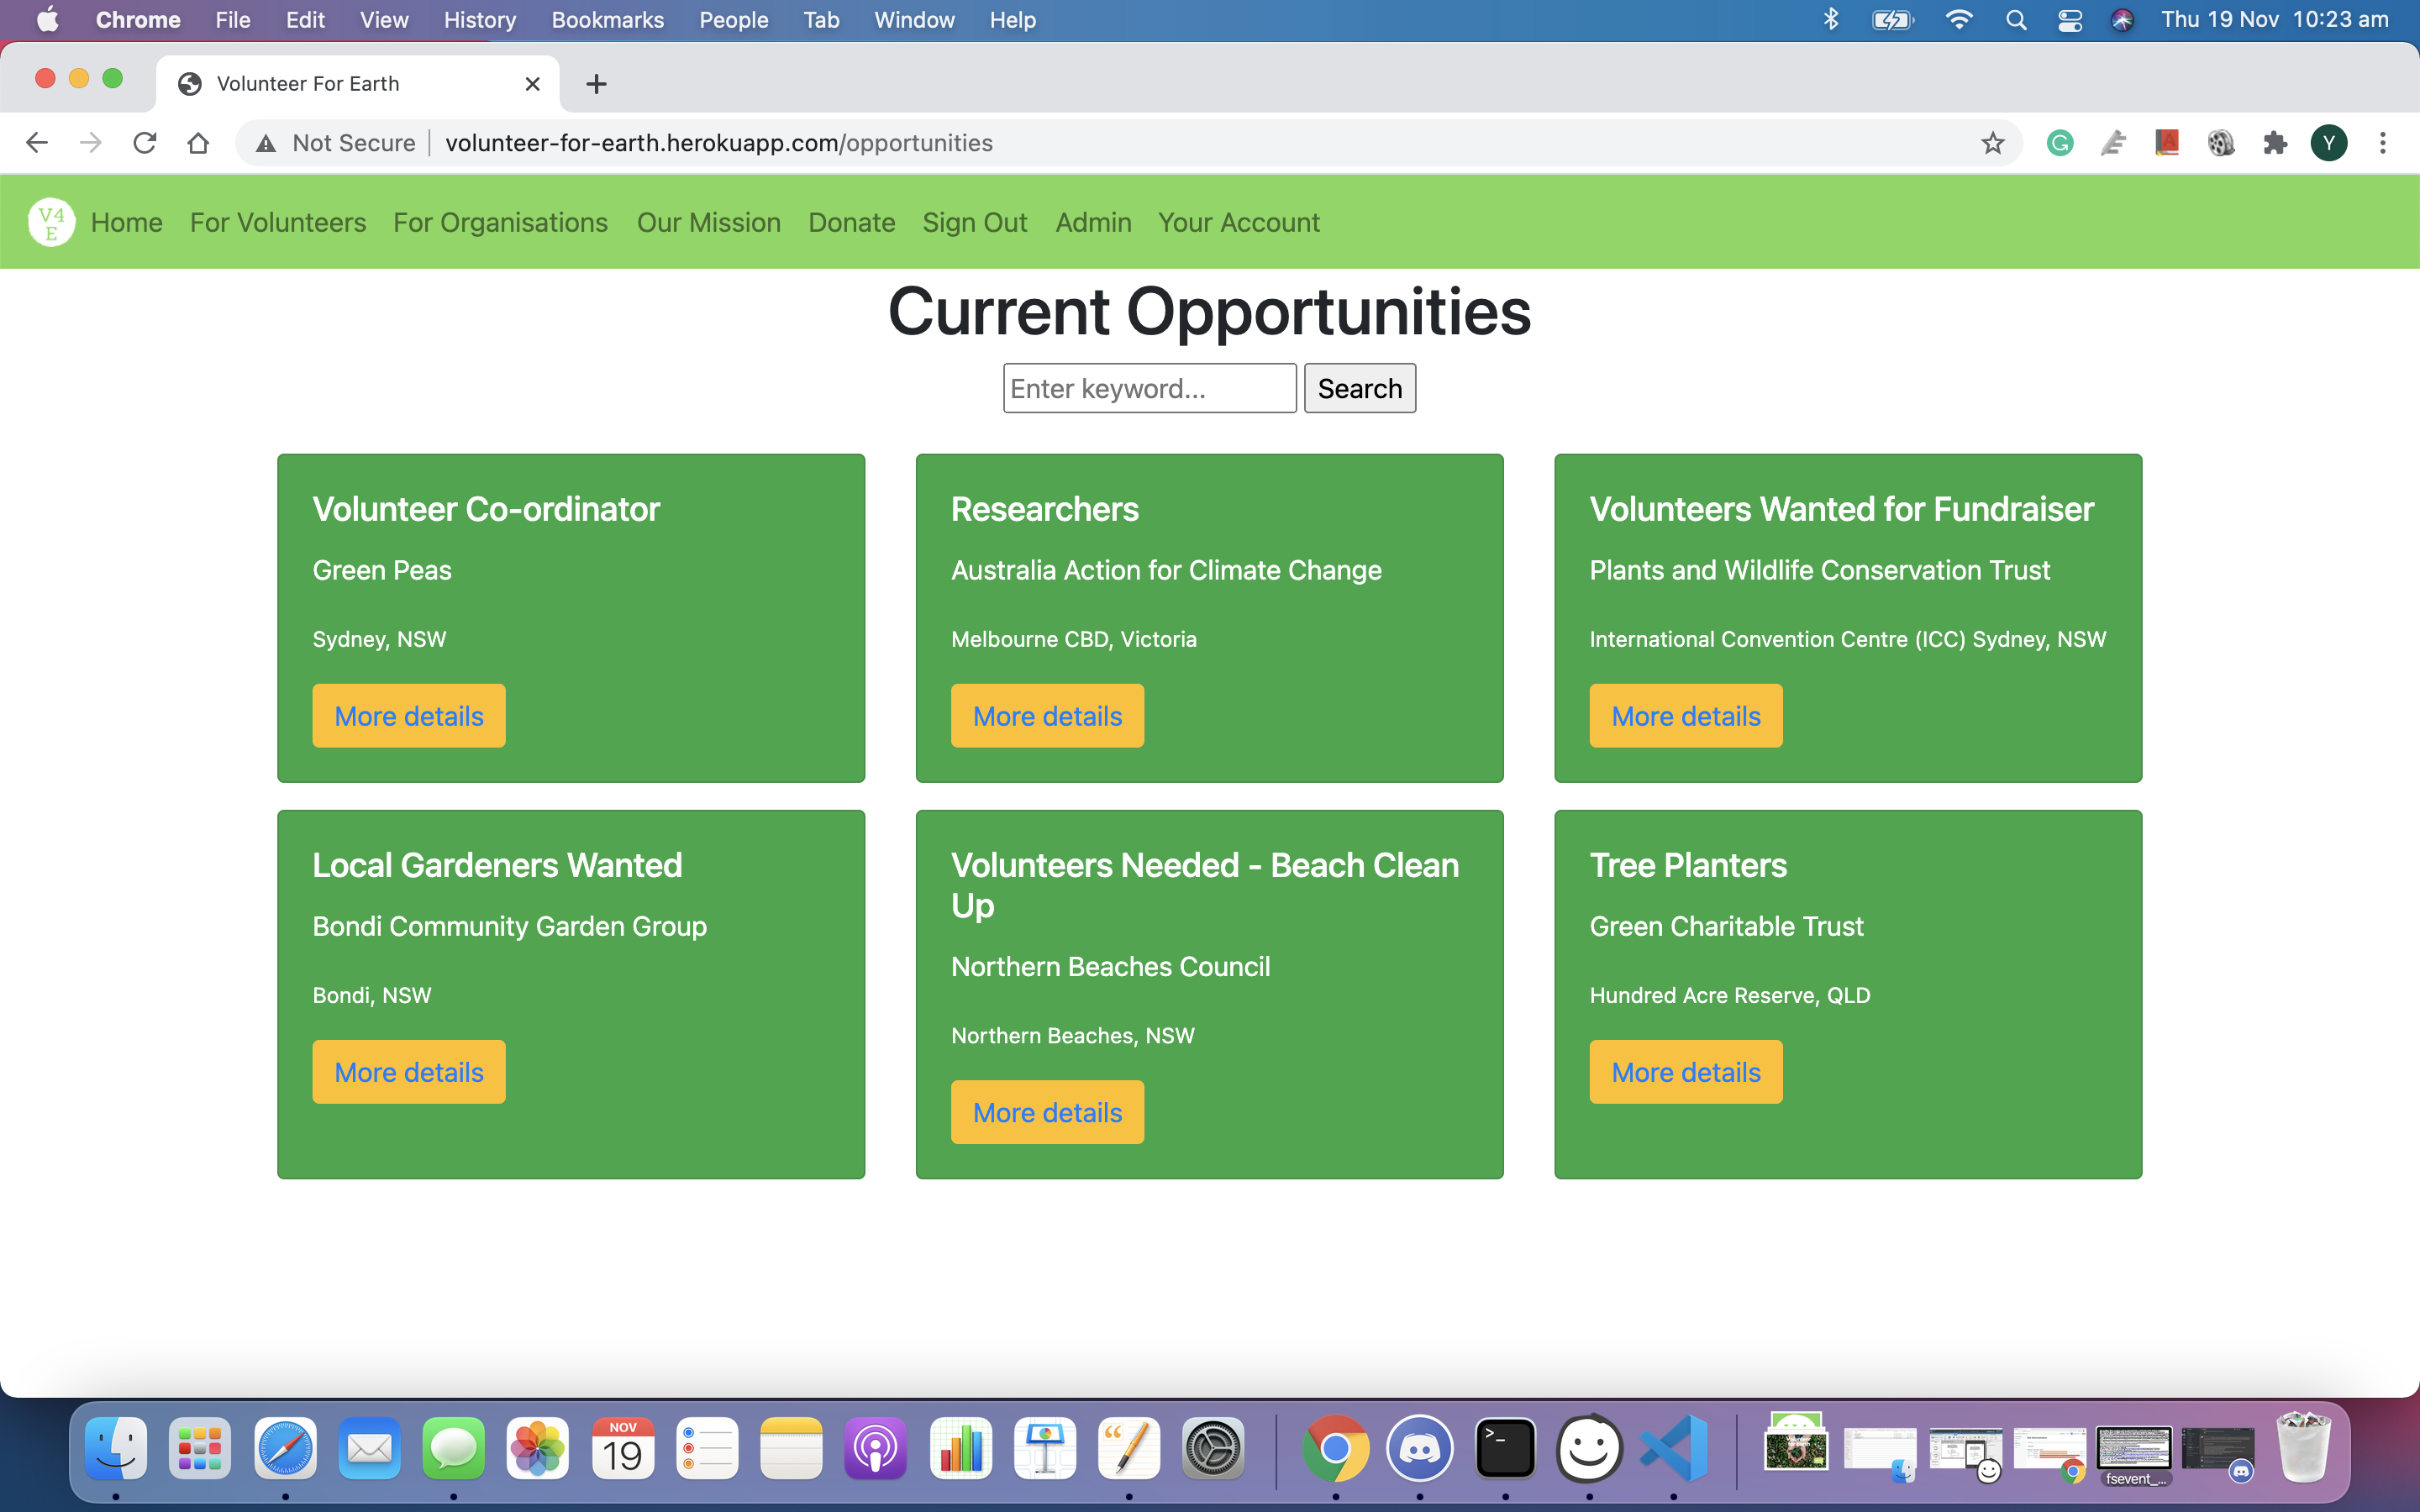 Chrome File Edit View History Bookmarks People Tab Window Help Thu 19 Nov 10:23 am
Volunteer For Earth
Not Secure volunteer-for-earth.herokuapp.com/opportunities
G A Y
V4
E
Home For Volunteers For Organisations Our Mission Donate Sign Out Admin Your Account
Current Opportunities
Enter keyword... Search
Volunteer Co-ordinator
Green Peas
Sydney, NSW
More details
Researchers
Australia Action for Climate Change
Melbourne CBD, Victoria
More details
Volunteers Wanted for Fundraiser
Plants and Wildlife Conservation Trust
International Convention Centre (ICC) Sydney, NSW
More details
Local Gardeners Wanted
Bondi Community Garden Group
Bondi, NSW
More details
Volunteers Needed - Beach Clean
Up
Northern Beaches Council
Northern Beaches, NSW
More details
Tree Planters
Green Charitable Trust
Hundred Acre Reserve, QLD
More details
NOV
19
>_
fsevent_...